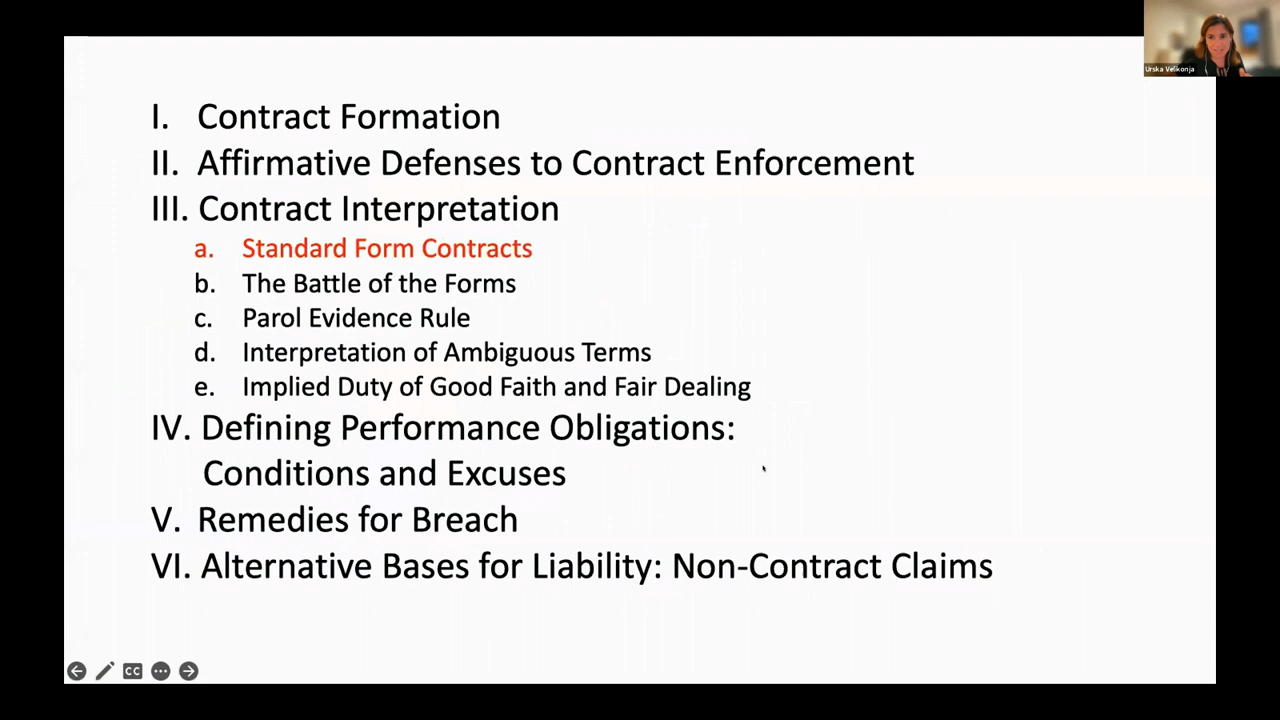 Urska Velikonja
I. Contract Formation
II. Affirmative Defenses to Contract Enforcement
III. Contract Interpretation
a. Standard Form Contracts
b. The Battle of the Forms
c. Parol Evidence Rule
d. Interpretation of Ambiguous Terms
e. Implied Duty of Good Faith and Fair Dealing
IV. Defining Performance Obligations:
Conditions and Excuses
V. Remedies for Breach
VI. Alternative Bases for Liability: Non-Contract Claims
CC